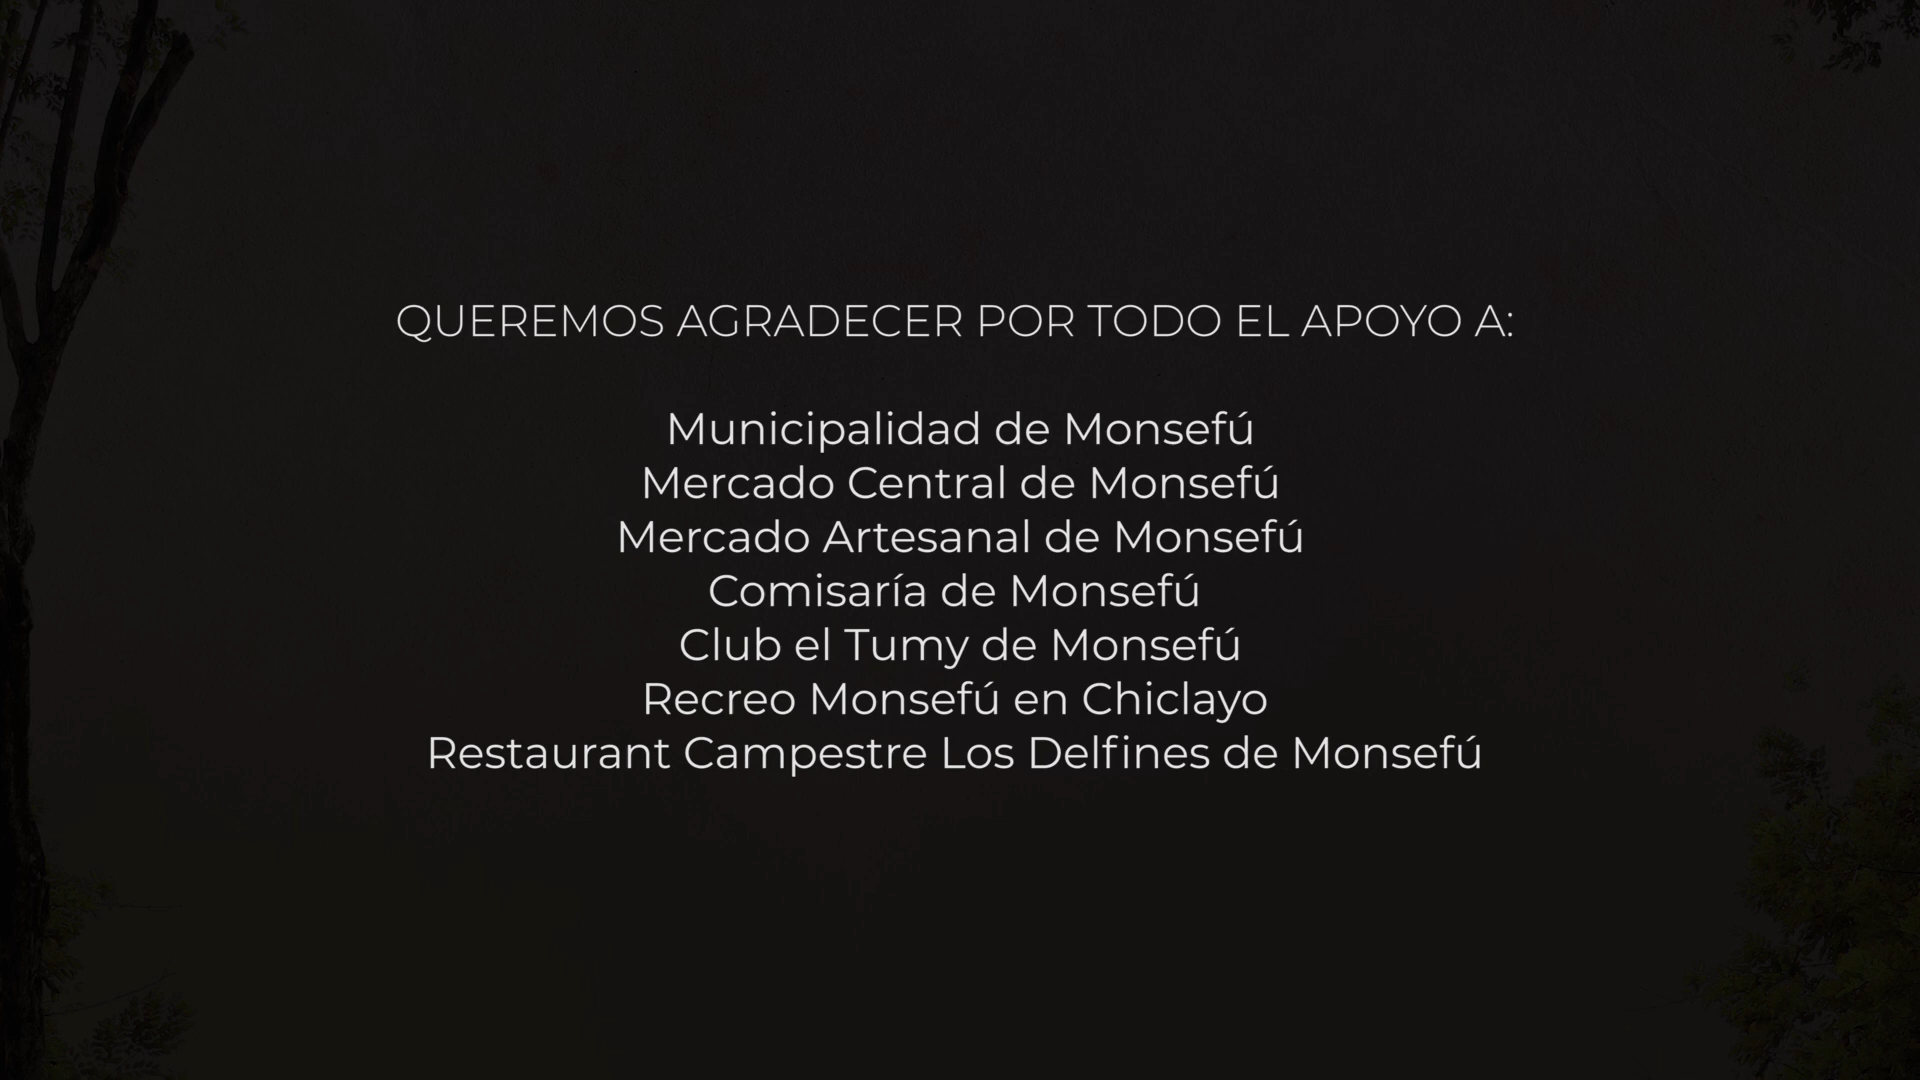 QUEREMOS AGRADECER POR TODO EL APOYO A:
Municipalidad de Monsefú
Mercado Central de Monsefú
Mercado Artesanal de Monsefú
Comisaría de Monsefú
Club el Tumy de Monsefú
Recreo Monsefú en Chiclayo
Restaurant Campestre Los Delfines de Monsefú